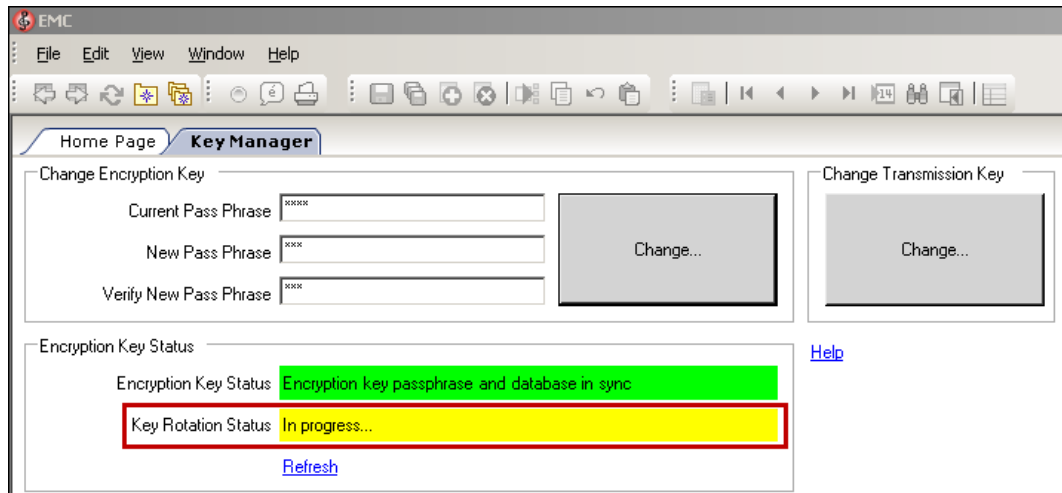 EMC
File Edit View Window Help
14
Home Page Key Manager
Change Encryption Key
Current Pass Phrase ****
New Pass Phrase ***
Verify New Pass Phrase ***
Change...
Change Transmission Key
Change...
Encryption Key Status
Encryption Key Status Encryption key passphrase and database in sync
Key Rotation Status In progress...
Refresh
Help